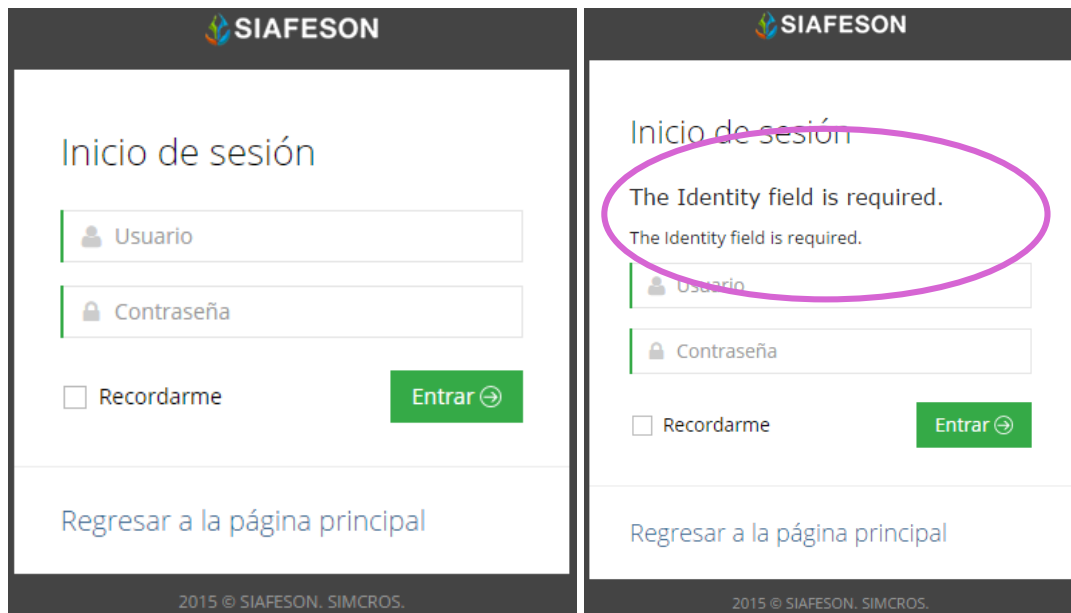 SIAFESON
Inicio de sesión
Usuario
Contraseña
Recordarme
Entrar
Regresar a la página principal
2015 © SIAFESON. SIMCROS.
SIAFESON
Inicio de sesión
The Identity field is required.
The Identity field is required.
Usuario
Contraseña
Recordarme
Entrar
Regresar a la página principal
2015 © SIAFESON. SIMCROS.